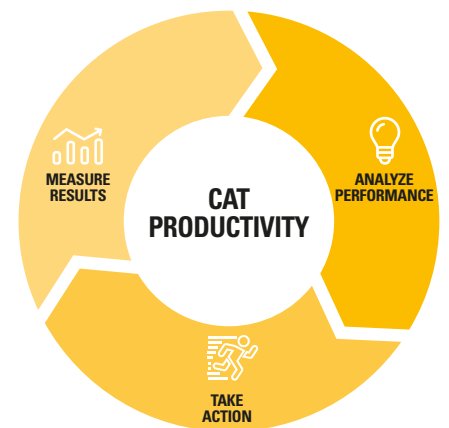 MEASURE
RESULTS
CAT
PRODUCTIVITY
ANALYZE
PERFORMANCE
TAKE
ACTION